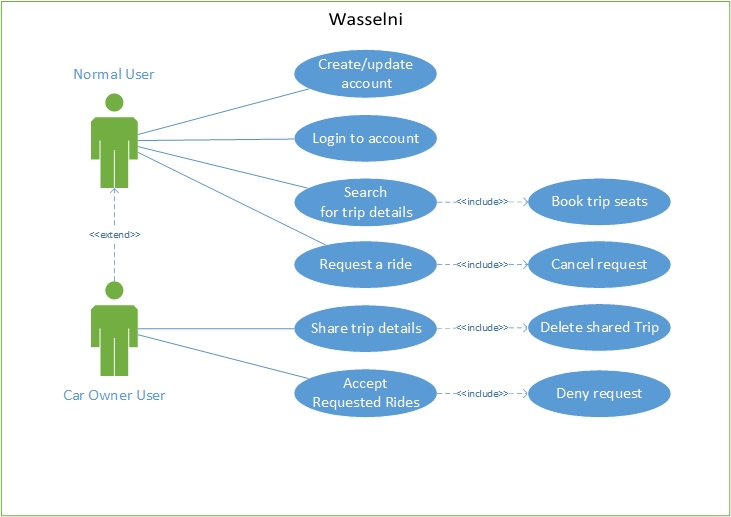 Wasselni
Normal User
Create/update
account
Login to account
Search
for trip details
<<include>>
Book trip seats
<<extend>>
Request a ride
<<include>>
Cancel request
Share trip details
<<include>>
Delete shared Trip
Car Owner User
Accept
Requested Rides
<<include>>
Deny request